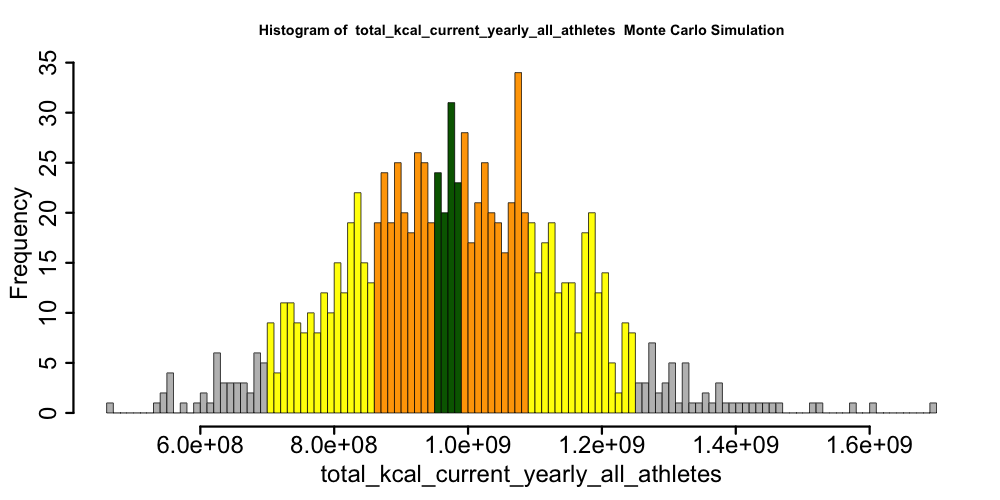 Histogram of  total_kcal_current_yearly_all_athletes  Monte Carlo Simulation
Frequency
35
30
25
20
15
10
5
0
6.0e+08 8.0e+08 1.0e+09 1.2e+09 1.4e+09 1.6e+09
total_kcal_current_yearly_all_athletes